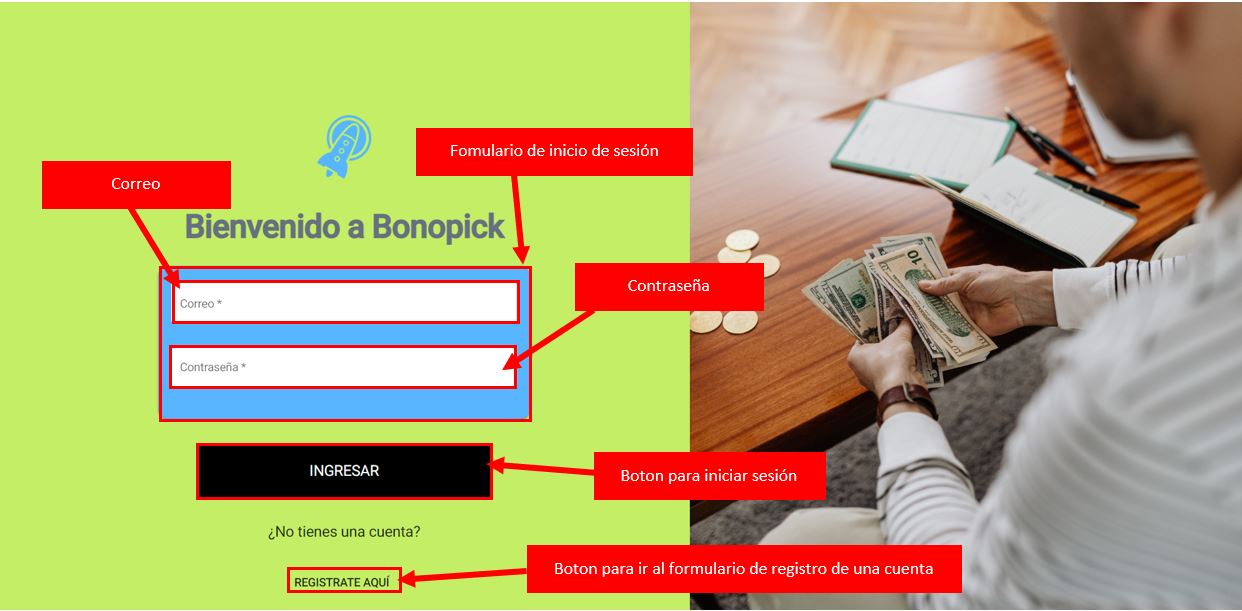 Fomulario de inicio de sesión
Correo
Bienvenido a Bonopick
Contraseña
Correo *
Contraseña *
INGRESAR
Boton para iniciar sesión
¿No tienes una cuenta?
Boton para ir al formulario de registro de una cuenta
REGISTRATE AQUÍ
10